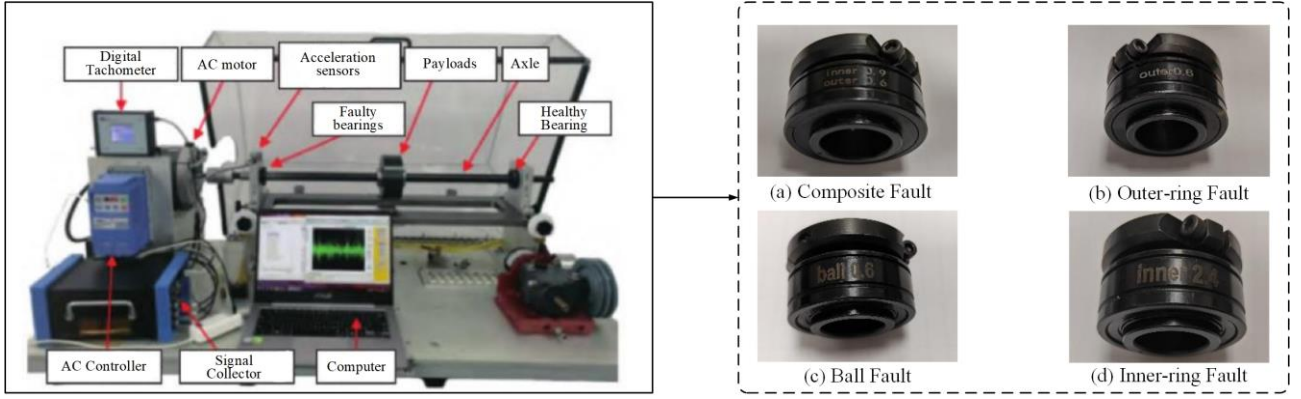 Digital
Tachometer
AC motor
Acceleration
sensors
Payloads
Axle
Faulty
bearings
Healthy
Bearing
AC Controller
Signal
Collector
Computer
inner 0.9
outer 0.6
(a) Composite Fault
oute 0.6
(b) Outer-ring Fault
ball 0.6
(c) Ball Fault
inner 2.4
(d) Inner-ring Fault